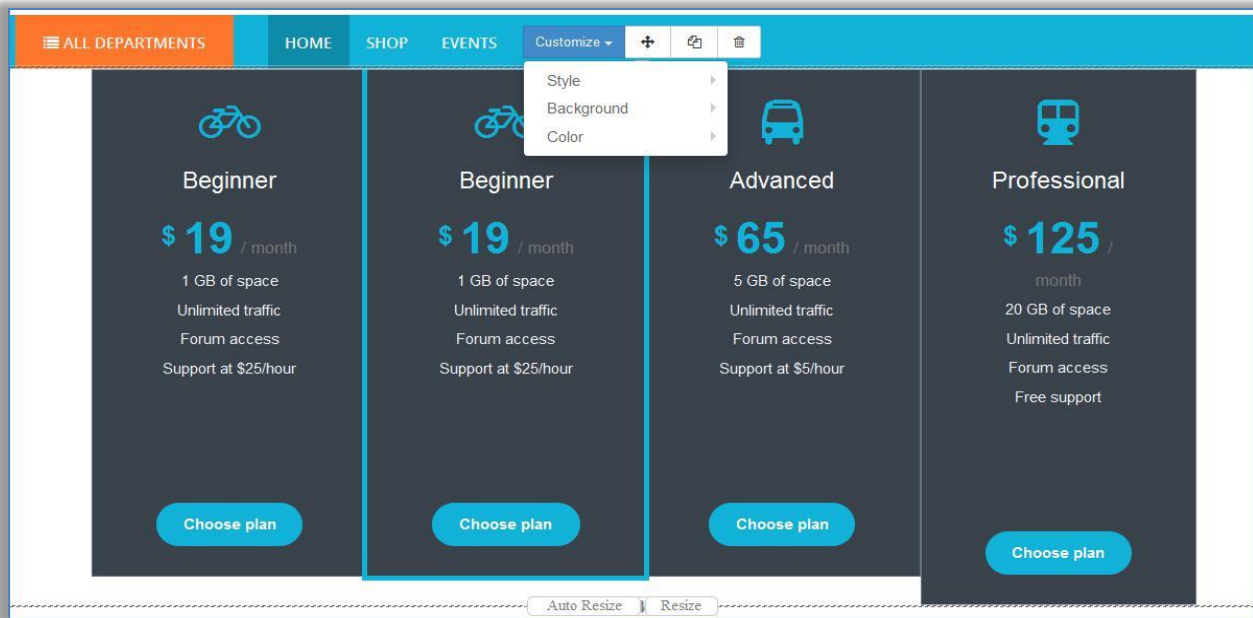 ALL DEPARTMENTS HOME SHOP EVENTS Customize
Style
Background
Color
Beginner
$ 19 / month
1 GB of space
Unlimited traffic
Forum access
Support at $25/hour
Choose plan
Beginner
$ 19 / month
1 GB of space
Unlimited traffic
Forum access
Support at $25/hour
Choose plan
Advanced
$ 65 / month
5 GB of space
Unlimited traffic
Forum access
Support at $5/hour
Choose plan
Professional
$ 125 /
month
20 GB of space
Unlimited traffic
Forum access
Free support
Choose plan
Auto Resize Resize